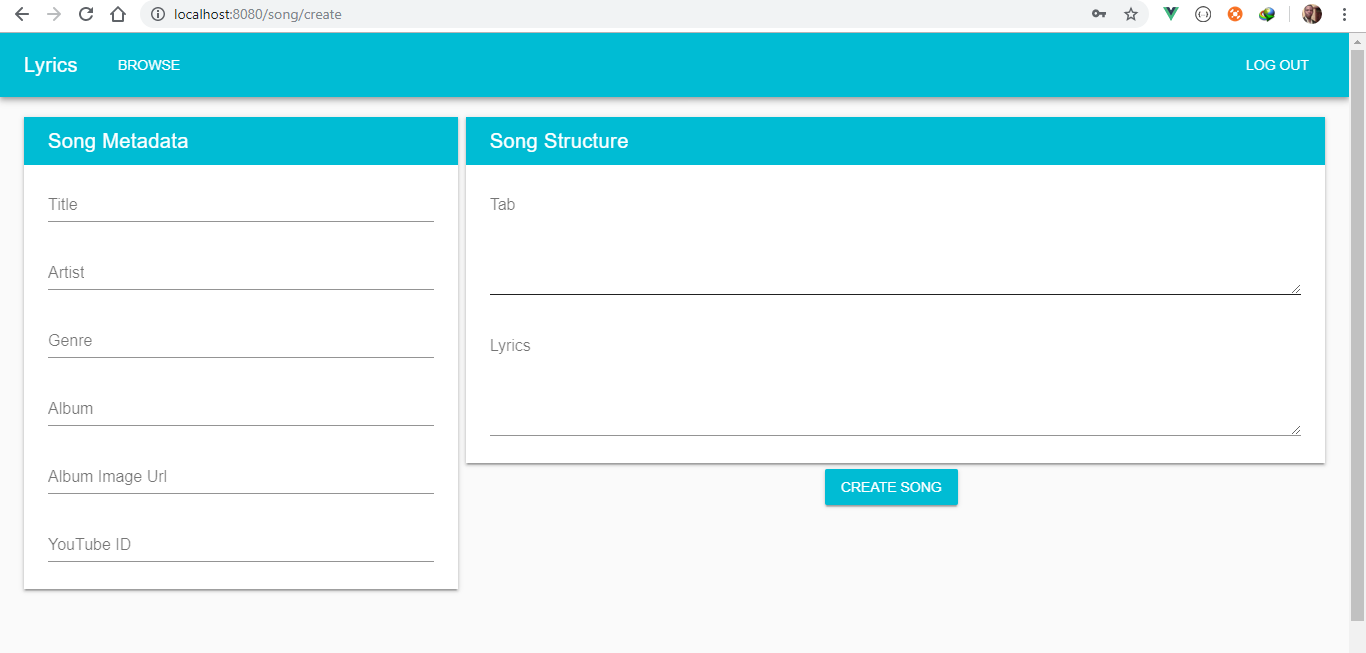 localhost:8080/song/create
Lyrics BROWSE LOG OUT
Song Metadata
Title
Artist
Genre
Album
Album Image Url
YouTube ID
Song Structure
Tab
Lyrics
CREATE SONG